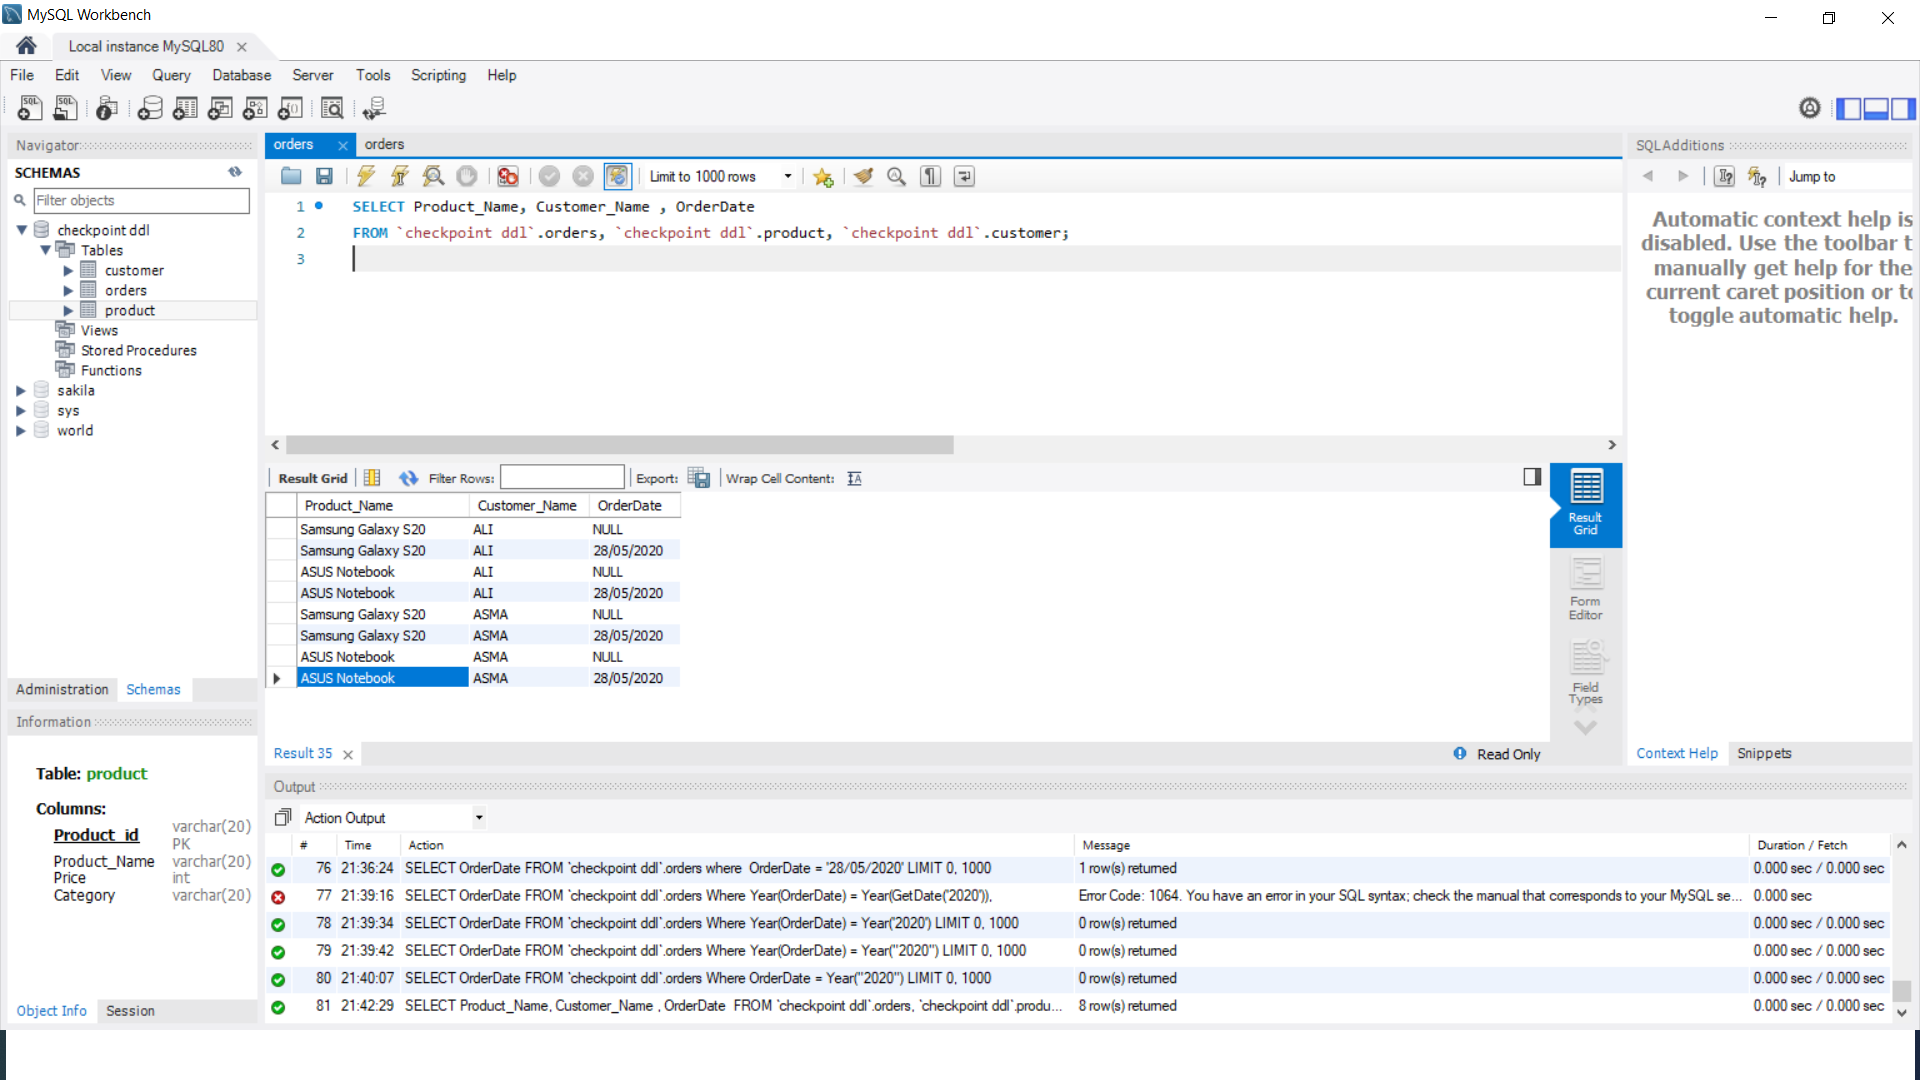 MySQL Workbench
Local instance MySQL80
File Edit View Query Database Server Tools Scripting Help
Navigator
SCHEMAS
Filter objects
checkpoint ddl
Tables
customer
orders
product
Views
Stored Procedures
Functions
sakila
sys
world
Administration Schemas
Information
Table: product
Columns:
Product_id varchar(20) PK
Product_Name varchar(20)
Price int
Category varchar(20)
Object Info Session
orders orders
Limit to 1000 rows
1 SELECT Product_Name, Customer_Name , OrderDate
2 FROM `checkpoint ddl`.orders, `checkpoint ddl`.product, `checkpoint ddl`.customer;
3
Result Grid Filter Rows: Export: Wrap Cell Content:
Product_Name Customer_Name OrderDate
Samsung Galaxy S20 ALI NULL
Samsung Galaxy S20 ALI 28/05/2020
ASUS Notebook ALI NULL
ASUS Notebook ALI 28/05/2020
Samsung Galaxy S20 ASMA NULL
Samsung Galaxy S20 ASMA 28/05/2020
ASUS Notebook ASMA NULL
ASUS Notebook ASMA 28/05/2020
Result Grid
Form Editor
Field Types
Result 35
Read Only
SQLAdditions
Jump to
Automatic context help is
disabled. Use the toolbar t
manually get help for the
current caret position or to
toggle automatic help.
Context Help Snippets
Output
Action Output
# Time Action Message Duration / Fetch
76 21:36:24 SELECT OrderDate FROM `checkpoint ddl`.orders where OrderDate = '28/05/2020' LIMIT 0, 1000 1 row(s) returned 0.000 sec / 0.000 sec
77 21:39:16 SELECT OrderDate FROM `checkpoint ddl`.orders Where Year(OrderDate) = Year(GetDate('2020')), Error Code: 1064. You have an error in your SQL syntax; check the manual that corresponds to your MySQL se... 0.000 sec
78 21:39:34 SELECT OrderDate FROM `checkpoint ddl`.orders Where Year(OrderDate) = Year('2020') LIMIT 0, 1000 0 row(s) returned 0.000 sec / 0.000 sec
79 21:39:42 SELECT OrderDate FROM `checkpoint ddl`.orders Where Year(OrderDate) = Year("2020") LIMIT 0, 1000 0 row(s) returned 0.000 sec / 0.000 sec
80 21:40:07 SELECT OrderDate FROM `checkpoint ddl`.orders Where OrderDate = Year("2020") LIMIT 0, 1000 0 row(s) returned 0.000 sec / 0.000 sec
81 21:42:29 SELECT Product_Name, Customer_Name , OrderDate FROM `checkpoint ddl`.orders, `checkpoint ddl`.produ... 8 row(s) returned 0.000 sec / 0.000 sec